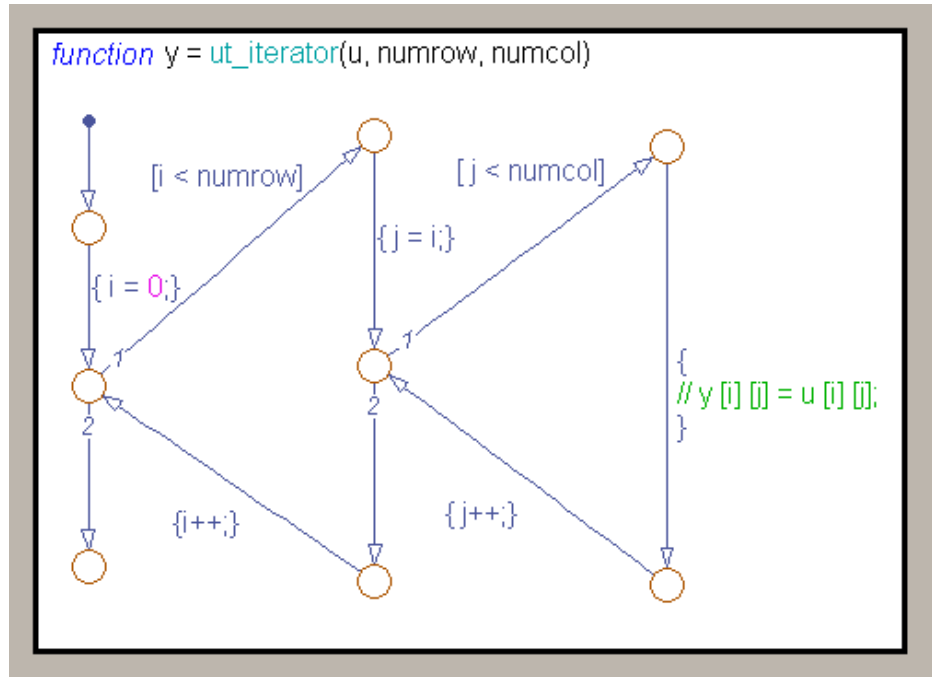 function y = ut_iterator(u, numrow, numcol)
[i < numrow]
[ j < numcol]
{ j = i;}
{ i = 0;}
1
1
{
// y [i] [j] = u [i] [j];
}
2
2
{i++;}
{ j++;}